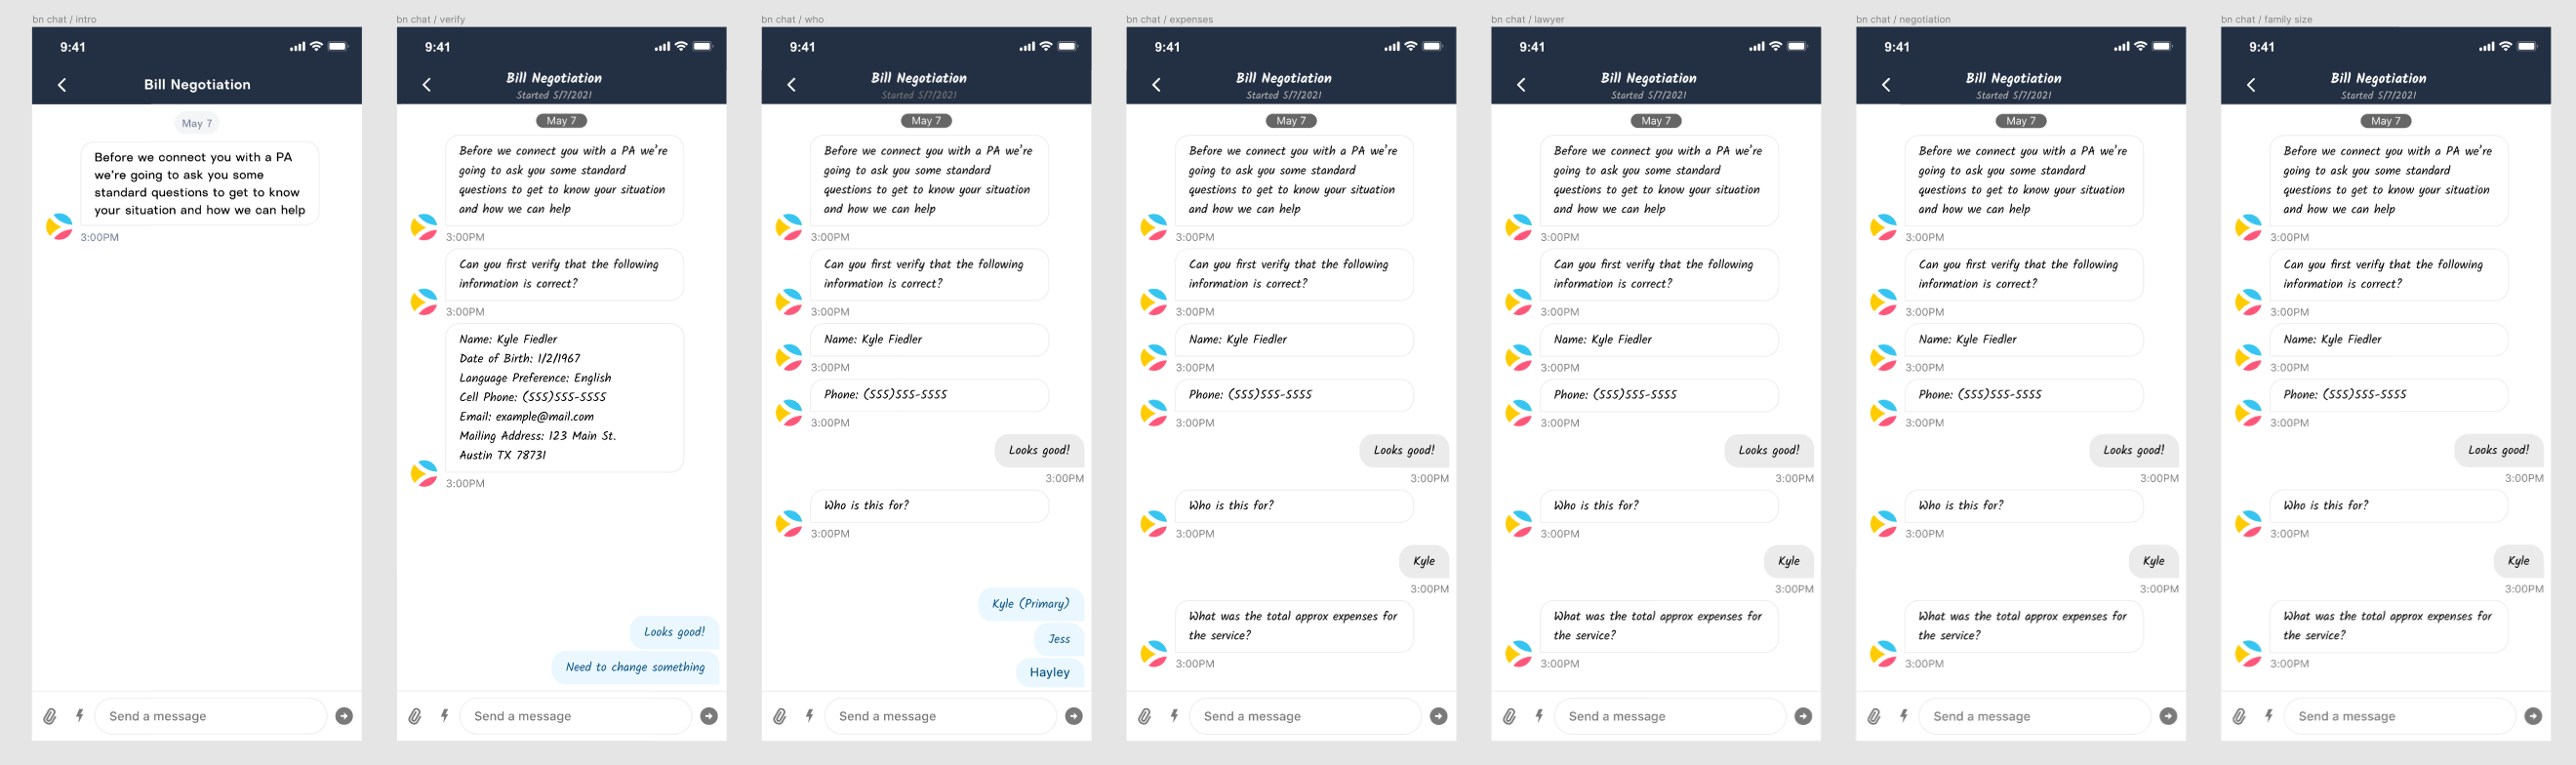 bn chat / intro
9:41
Bill Negotiation
May 7
Before we connect you with a PA
we're going to ask you some
standard questions to get to know
your situation and how we can help
3:00PM
Send a message
bn chat / verify
9:41
Bill Negotiation
Started 5/7/2021
May 7
Before we connect you with a PA we're
going to ask you some standard
questions to get to know your situation
and how we can help
3:00PM
Can you first verify that the following
information is correct?
3:00PM
Name: Kyle Fiedler
Date of Birth: 1/2/1967
Language Preference: English
Cell Phone: (555)555-5555
Email: example@mail.com
Mailing Address: 123 Main St.
Austin TX 78731
3:00PM
Looks good!
Need to change something
Send a message
bn chat / who
9:41
Bill Negotiation
Started 5/7/2021
May 7
Before we connect you with a PA we're
going to ask you some standard
questions to get to know your situation
and how we can help
3:00PM
Can you first verify that the following
information is correct?
3:00PM
Name: Kyle Fiedler
3:00PM
Phone: (555)555-5555
3:00PM
Looks good!
3:00PM
Who is this for?
3:00PM
Kyle (Primary)
Jess
Hayley
Send a message
bn chat / expenses
9:41
Bill Negotiation
Started 5/7/2021
May 7
Before we connect you with a PA we're
going to ask you some standard
questions to get to know your situation
and how we can help
3:00PM
Can you first verify that the following
information is correct?
3:00PM
Name: Kyle Fiedler
3:00PM
Phone: (555)555-5555
3:00PM
Looks good!
3:00PM
Who is this for?
3:00PM
Kyle
3:00PM
What was the total approx expenses for
the service?
3:00PM
Send a message
bn chat / lawyer
9:41
Bill Negotiation
Started 5/7/2021
May 7
Before we connect you with a PA we're
going to ask you some standard
questions to get to know your situation
and how we can help
3:00PM
Can you first verify that the following
information is correct?
3:00PM
Name: Kyle Fiedler
3:00PM
Phone: (555)555-5555
3:00PM
Looks good!
3:00PM
Who is this for?
3:00PM
Kyle
3:00PM
What was the total approx expenses for
the service?
3:00PM
Send a message
bn chat / negotiation
9:41
Bill Negotiation
Started 5/7/2021
May 7
Before we connect you with a PA we're
going to ask you some standard
questions to get to know your situation
and how we can help
3:00PM
Can you first verify that the following
information is correct?
3:00PM
Name: Kyle Fiedler
3:00PM
Phone: (555)555-5555
3:00PM
Looks good!
3:00PM
Who is this for?
3:00PM
Kyle
3:00PM
What was the total approx expenses for
the service?
3:00PM
Send a message
bn chat / family size
9:41
Bill Negotiation
Started 5/7/2021
May 7
Before we connect you with a PA we're
going to ask you some standard
questions to get to know your situation
and how we can help
3:00PM
Can you first verify that the following
information is correct?
3:00PM
Name: Kyle Fiedler
3:00PM
Phone: (555)555-5555
3:00PM
Looks good!
3:00PM
Who is this for?
3:00PM
Kyle
3:00PM
What was the total approx expenses for
the service?
3:00PM
Send a message